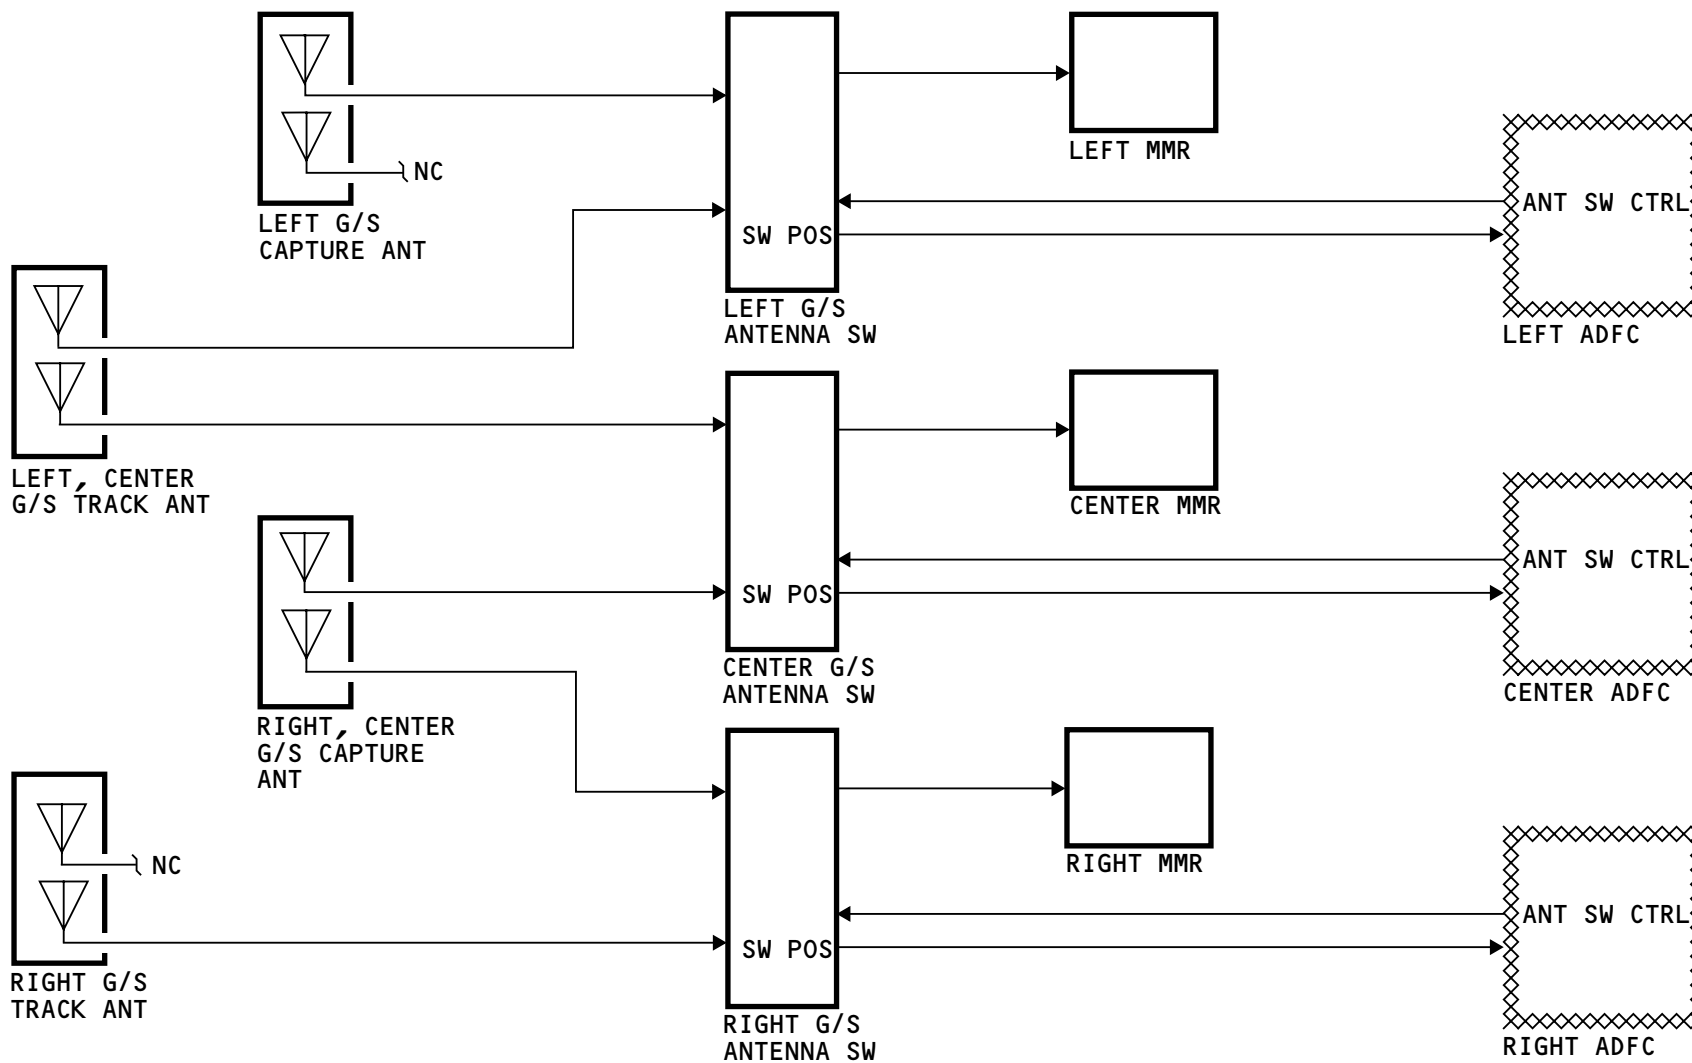 LEFT MMR
NC
ANT SW CTRL
LEFT G/S
CAPTURE ANT
SW POS
LEFT G/S
ANTENNA SW
LEFT ADFC
LEFT, CENTER
G/S TRACK ANT
CENTER MMR
ANT SW CTRL
SW POS
CENTER G/S
ANTENNA SW
CENTER ADFC
RIGHT, CENTER
G/S CAPTURE
ANT
NC
RIGHT MMR
ANT SW CTRL
SW POS
RIGHT G/S
TRACK ANT
RIGHT G/S
ANTENNA SW
RIGHT ADFC